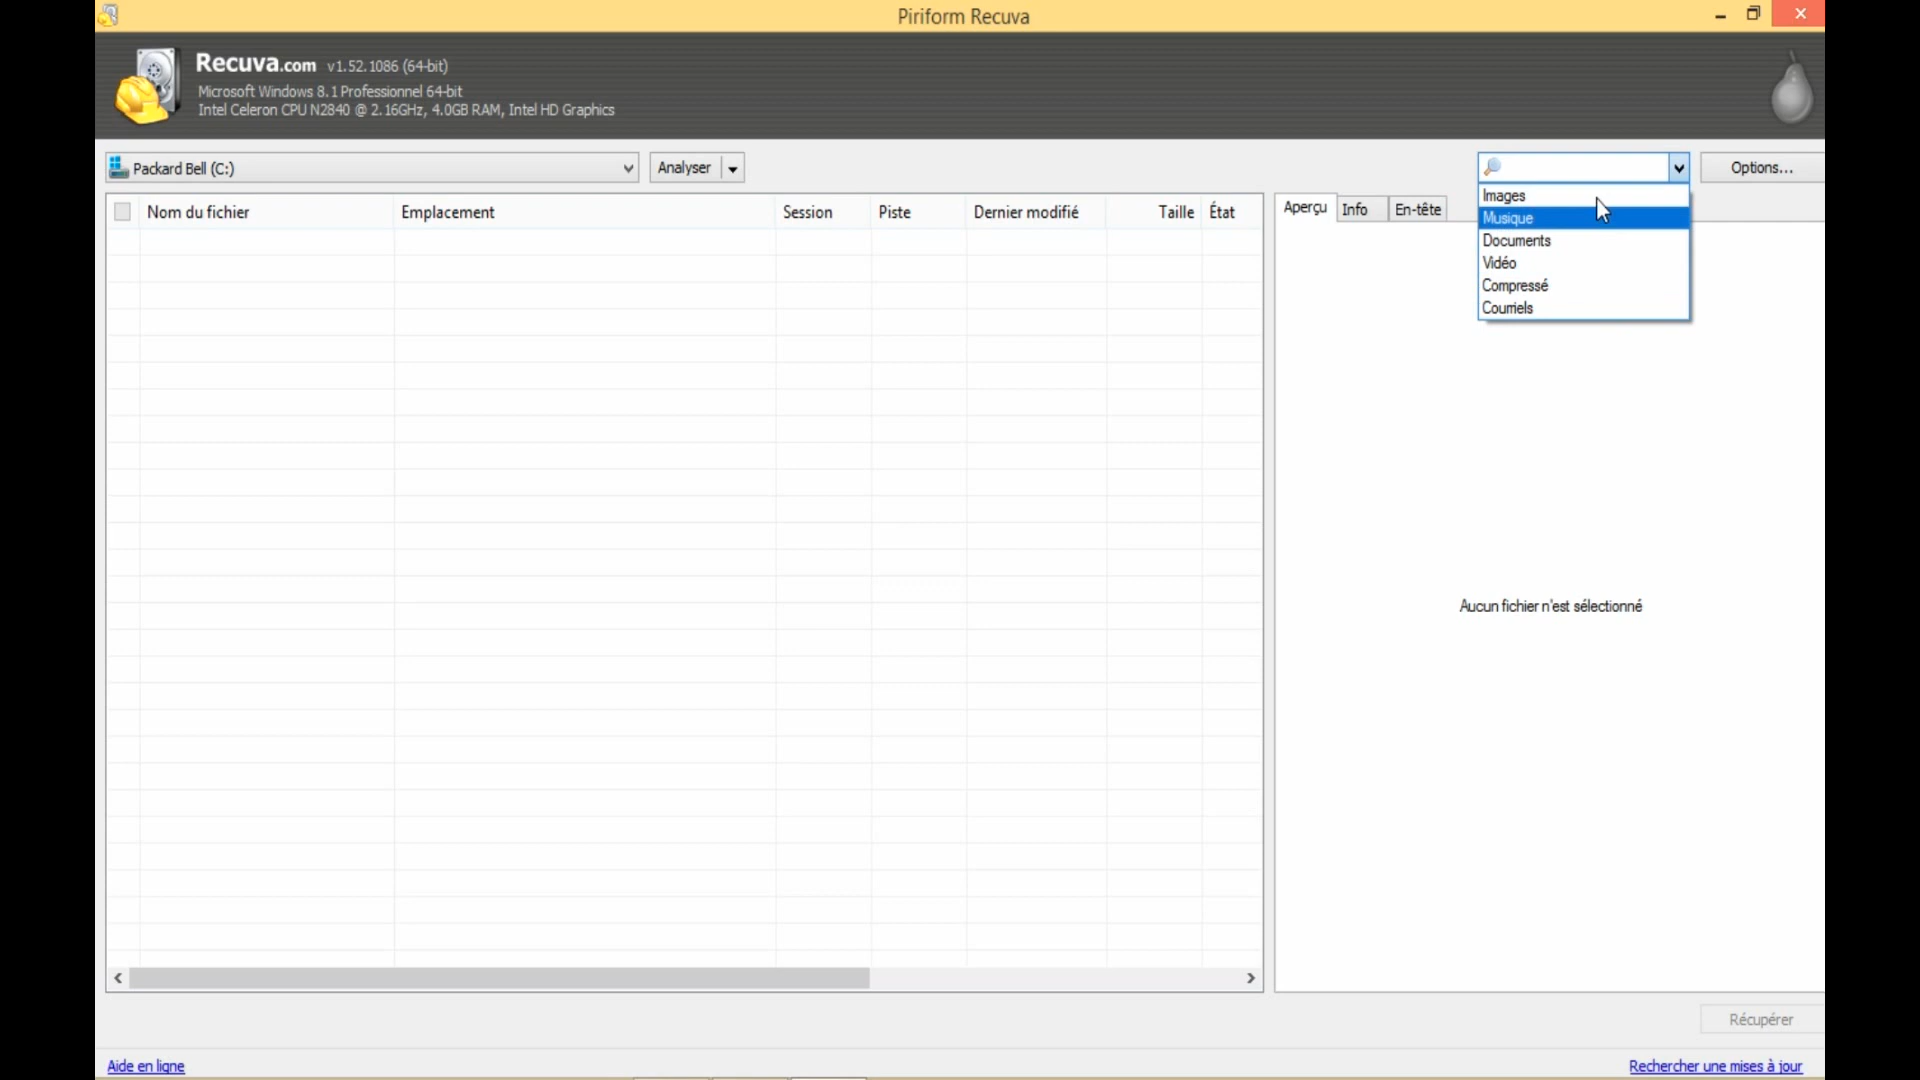 Piriform Recuva
Recuva.com v1.52.1086 (64-bit)
Microsoft Windows 8.1 Professionnel 64-bit
Intel Celeron CPU N2840 @ 2.16GHz, 4.0GB RAM, Intel HD Graphics
Packard Bell (C:)
Analyser
Options...
Nom du fichier
Emplacement
Session
Piste
Dernier modifié
Taille
État
Aperçu
Info
En-tête
Images
Musique
Documents
Vidéo
Compressé
Courriels
Aucun fichier n'est sélectionné
Récupérer
Aide en ligne
Rechercher une mises à jour